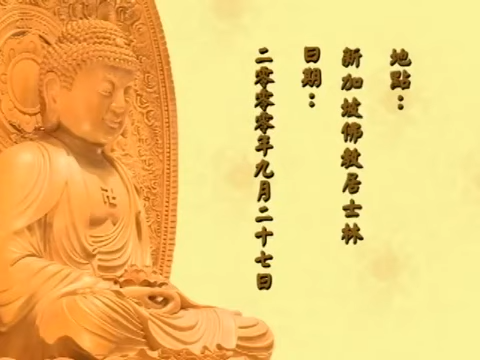 地點：
新加坡佛教居士林
日期：
二零零零年九月二十七日
卍